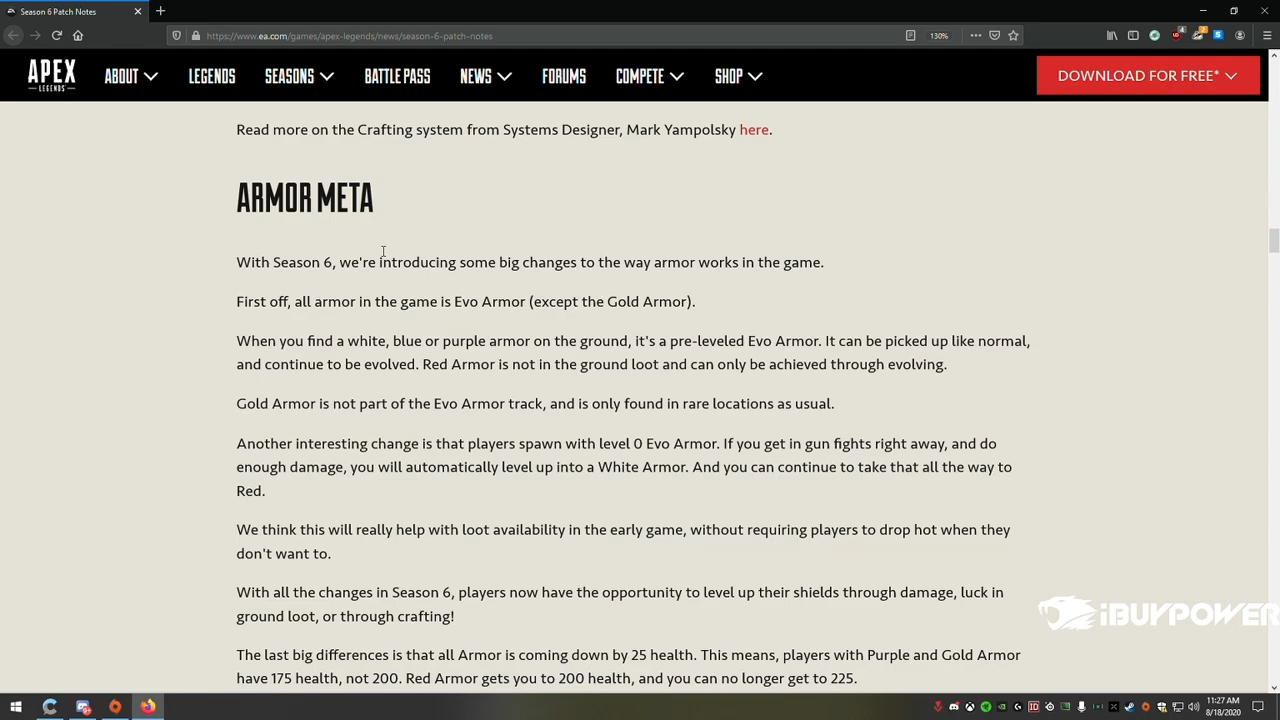 Season 6 Patch Notes
https://www.ea.com/games/apex-legends/news/season-6-patch-notes
130%
APEX
LEGENDS
ABOUT
LEGENDS
SEASONS
BATTLE PASS
NEWS
FORUMS
COMPETE
SHOP
DOWNLOAD FOR FREE*
Read more on the Crafting system from Systems Designer, Mark Yampolsky here.
ARMOR META
With Season 6, we're introducing some big changes to the way armor works in the game.
First off, all armor in the game is Evo Armor (except the Gold Armor).
When you find a white, blue or purple armor on the ground, it's a pre-leveled Evo Armor. It can be picked up like normal,
and continue to be evolved. Red Armor is not in the ground loot and can only be achieved through evolving.
Gold Armor is not part of the Evo Armor track, and is only found in rare locations as usual.
Another interesting change is that players spawn with level 0 Evo Armor. If you get in gun fights right away, and do
enough damage, you will automatically level up into a White Armor. And you can continue to take that all the way to
Red.
We think this will really help with loot availability in the early game, without requiring players to drop hot when they
don't want to.
With all the changes in Season 6, players now have the opportunity to level up their shields through damage, luck in
ground loot, or through crafting!
iBUYPOWER
The last big differences is that all Armor is coming down by 25 health. This means, players with Purple and Gold Armor
have 175 health, not 200. Red Armor gets you to 200 health, and you can no longer get to 225.
11:27 AM
8/18/2020